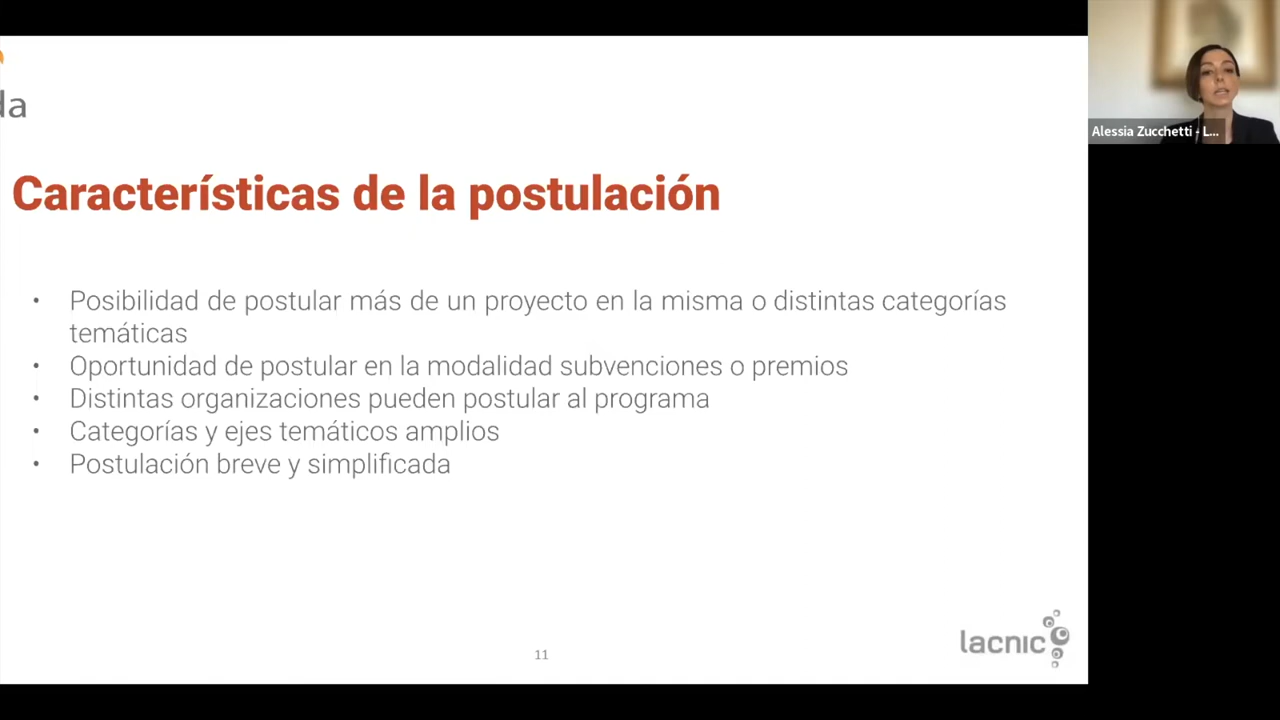 da
Alessia Zucchetti - L...
Características de la postulación
• Posibilidad de postular más de un proyecto en la misma o distintas categorías
temáticas
• Oportunidad de postular en la modalidad subvenciones o premios
• Distintas organizaciones pueden postular al programa
• Categorías y ejes temáticos amplios
• Postulación breve y simplificada
11
lacnic